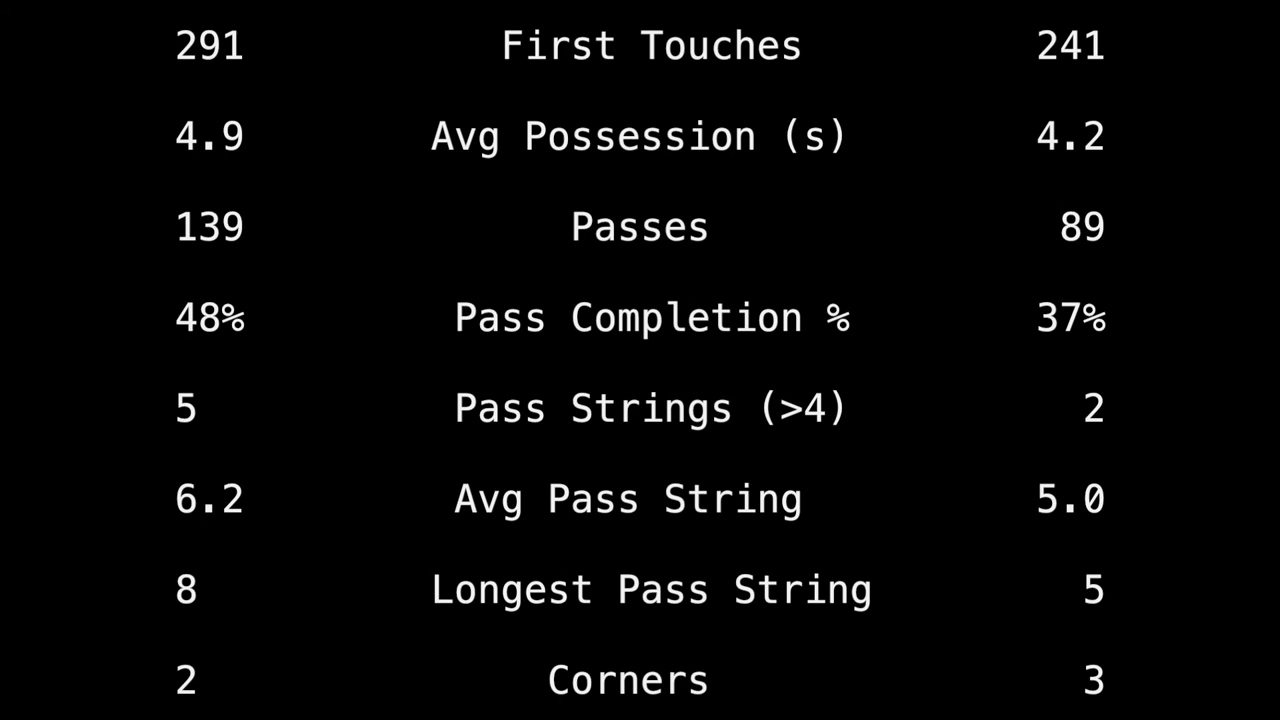 291 First Touches 241
4.9 Avg Possession (s) 4.2
139 Passes 89
48% Pass Completion % 37%
5 Pass Strings (>4) 2
6.2 Avg Pass String 5.0
8 Longest Pass String 5
2 Corners 3